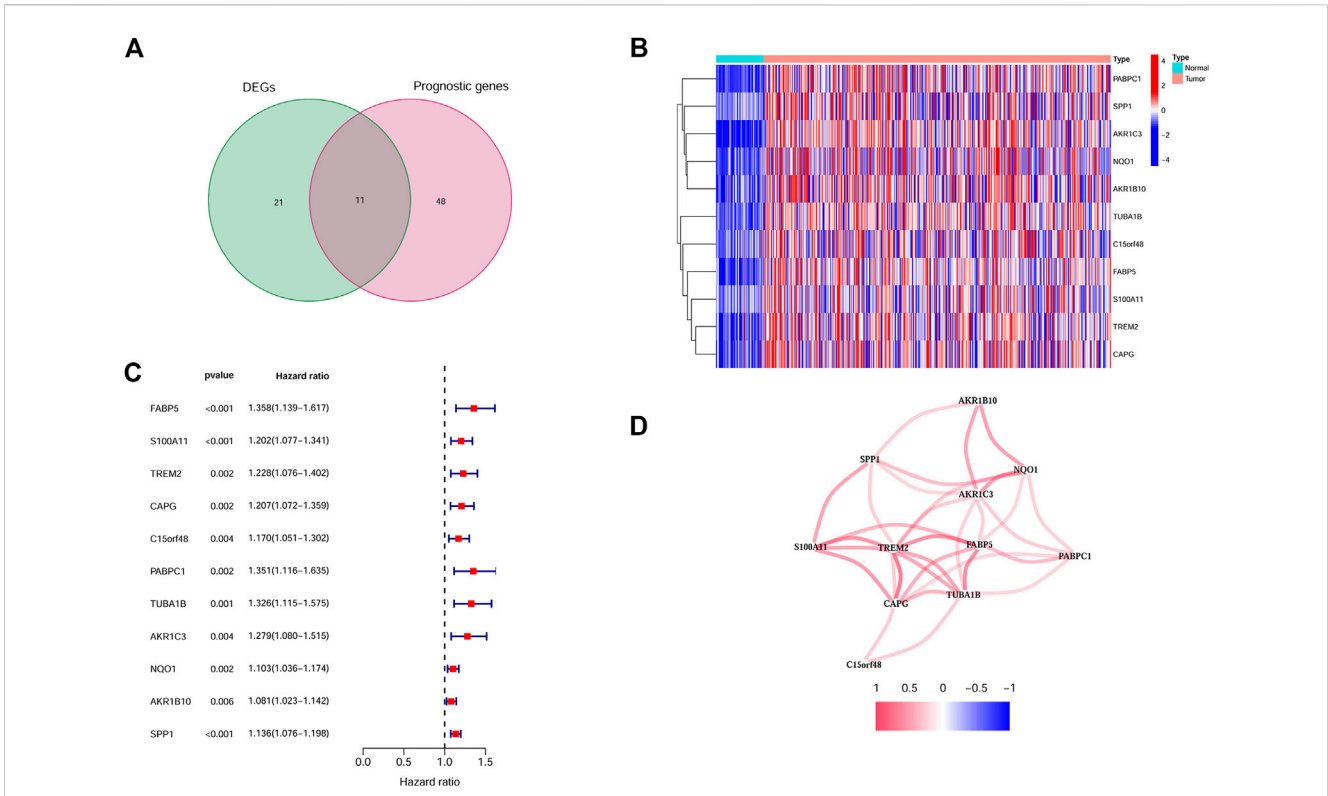 A
DEGs
Prognostic genes
21
11
48
B
Type
4
2
0
−2
−4
Type
Normal
Tumor
PABPC1
SPP1
AKR1C3
NQO1
AKR1B10
TUBA1B
C15orf48
FABP5
S100A11
TREM2
CAPG
C
pvalue Hazard ratio
FABP5 <0.001 1.358(1.139−1.617)
S100A11 <0.001 1.202(1.077−1.341)
TREM2 0.002 1.228(1.076−1.402)
CAPG 0.002 1.207(1.072−1.359)
C15orf48 0.004 1.170(1.051−1.302)
PABPC1 0.002 1.351(1.116−1.635)
TUBA1B 0.001 1.326(1.115−1.575)
AKR1C3 0.004 1.279(1.080−1.515)
NQO1 0.002 1.103(1.036−1.174)
AKR1B10 0.006 1.081(1.023−1.142)
SPP1 <0.001 1.136(1.076−1.198)
0.0 0.5 1.0 1.5
Hazard ratio
D
AKR1B10
SPP1
NQO1
AKR1C3
S100A11
TREM2
FABP5
PABPC1
CAPG
TUBA1B
C15orf48
1 0.5 0 −0.5 −1